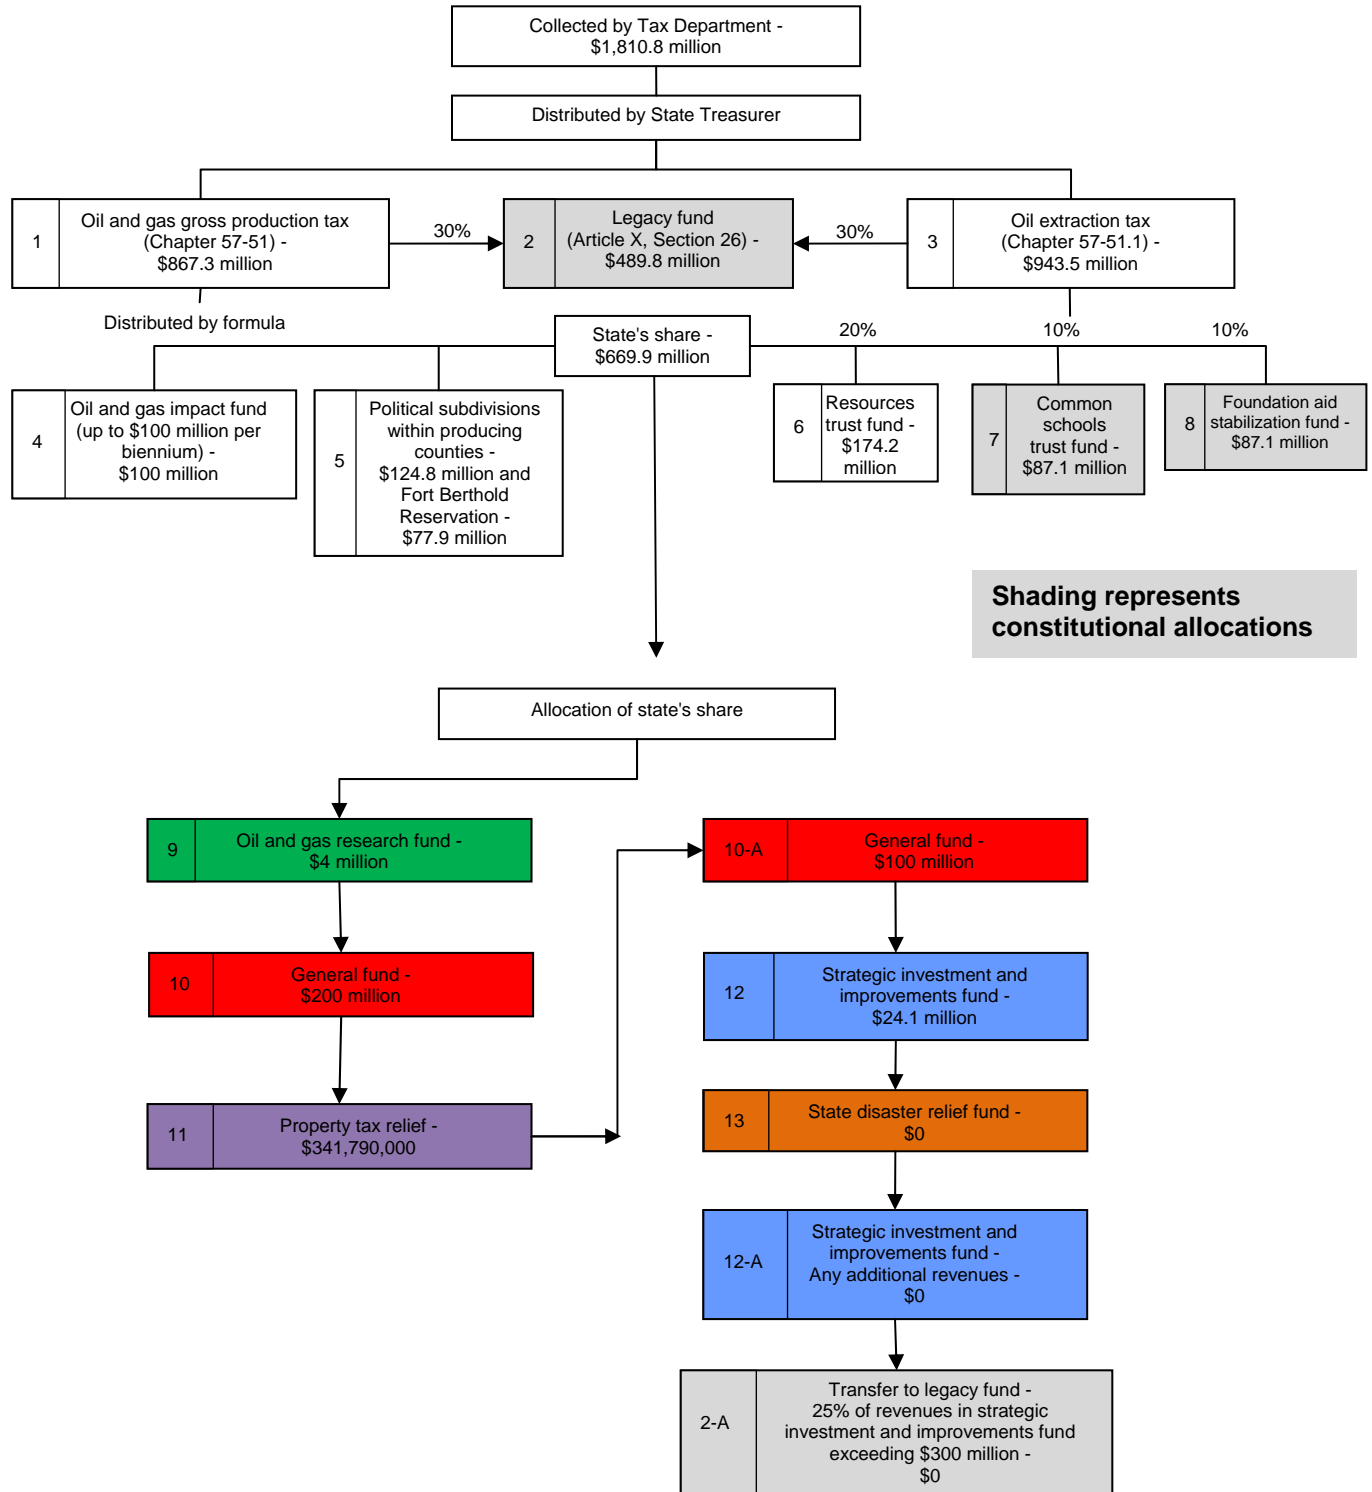 Collected by Tax Department -
$1,810.8 million
Distributed by State Treasurer
1
Oil and gas gross production tax
(Chapter 57-51) -
$867.3 million
30%
2
Legacy fund
(Article X, Section 26) -
$489.8 million
30%
3
Oil extraction tax
(Chapter 57-51.1) -
$943.5 million
Distributed by formula
State's share -
$669.9 million
20%
10%
10%
4
Oil and gas impact fund
(up to $100 million per
biennium) -
$100 million
5
Political subdivisions
within producing
counties -
$124.8 million and
Fort Berthold
Reservation -
$77.9 million
6
Resources
trust fund -
$174.2
million
7
Common
schools
trust fund -
$87.1 million
8
Foundation aid
stabilization fund -
$87.1 million
Shading represents
constitutional allocations
Allocation of state's share
9
Oil and gas research fund -
$4 million
10
General fund -
$200 million
11
Property tax relief -
$341,790,000
10-A
General fund -
$100 million
12
Strategic investment and
improvements fund -
$24.1 million
13
State disaster relief fund -
$0
12-A
Strategic investment and
improvements fund -
Any additional revenues -
$0
2-A
Transfer to legacy fund -
25% of revenues in strategic
investment and improvements fund
exceeding $300 million -
$0